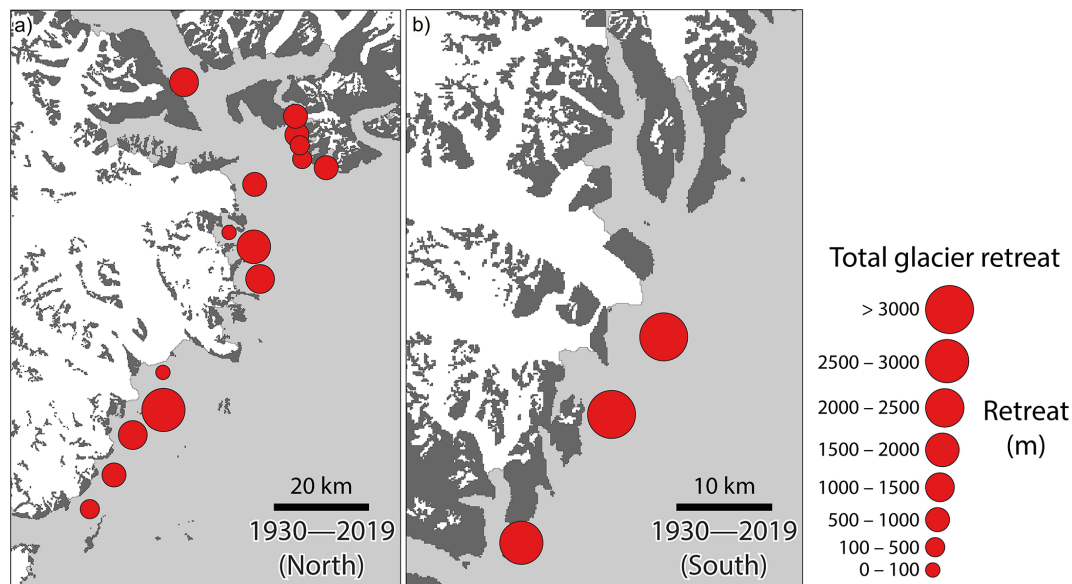 a)
20 km
1930—2019
(North)
b)
10 km
1930—2019
(South)
Total glacier retreat
> 3000
2500 – 3000
2000 – 2500
1500 – 2000
1000 – 1500
500 – 1000
100 – 500
0 – 100
Retreat
(m)